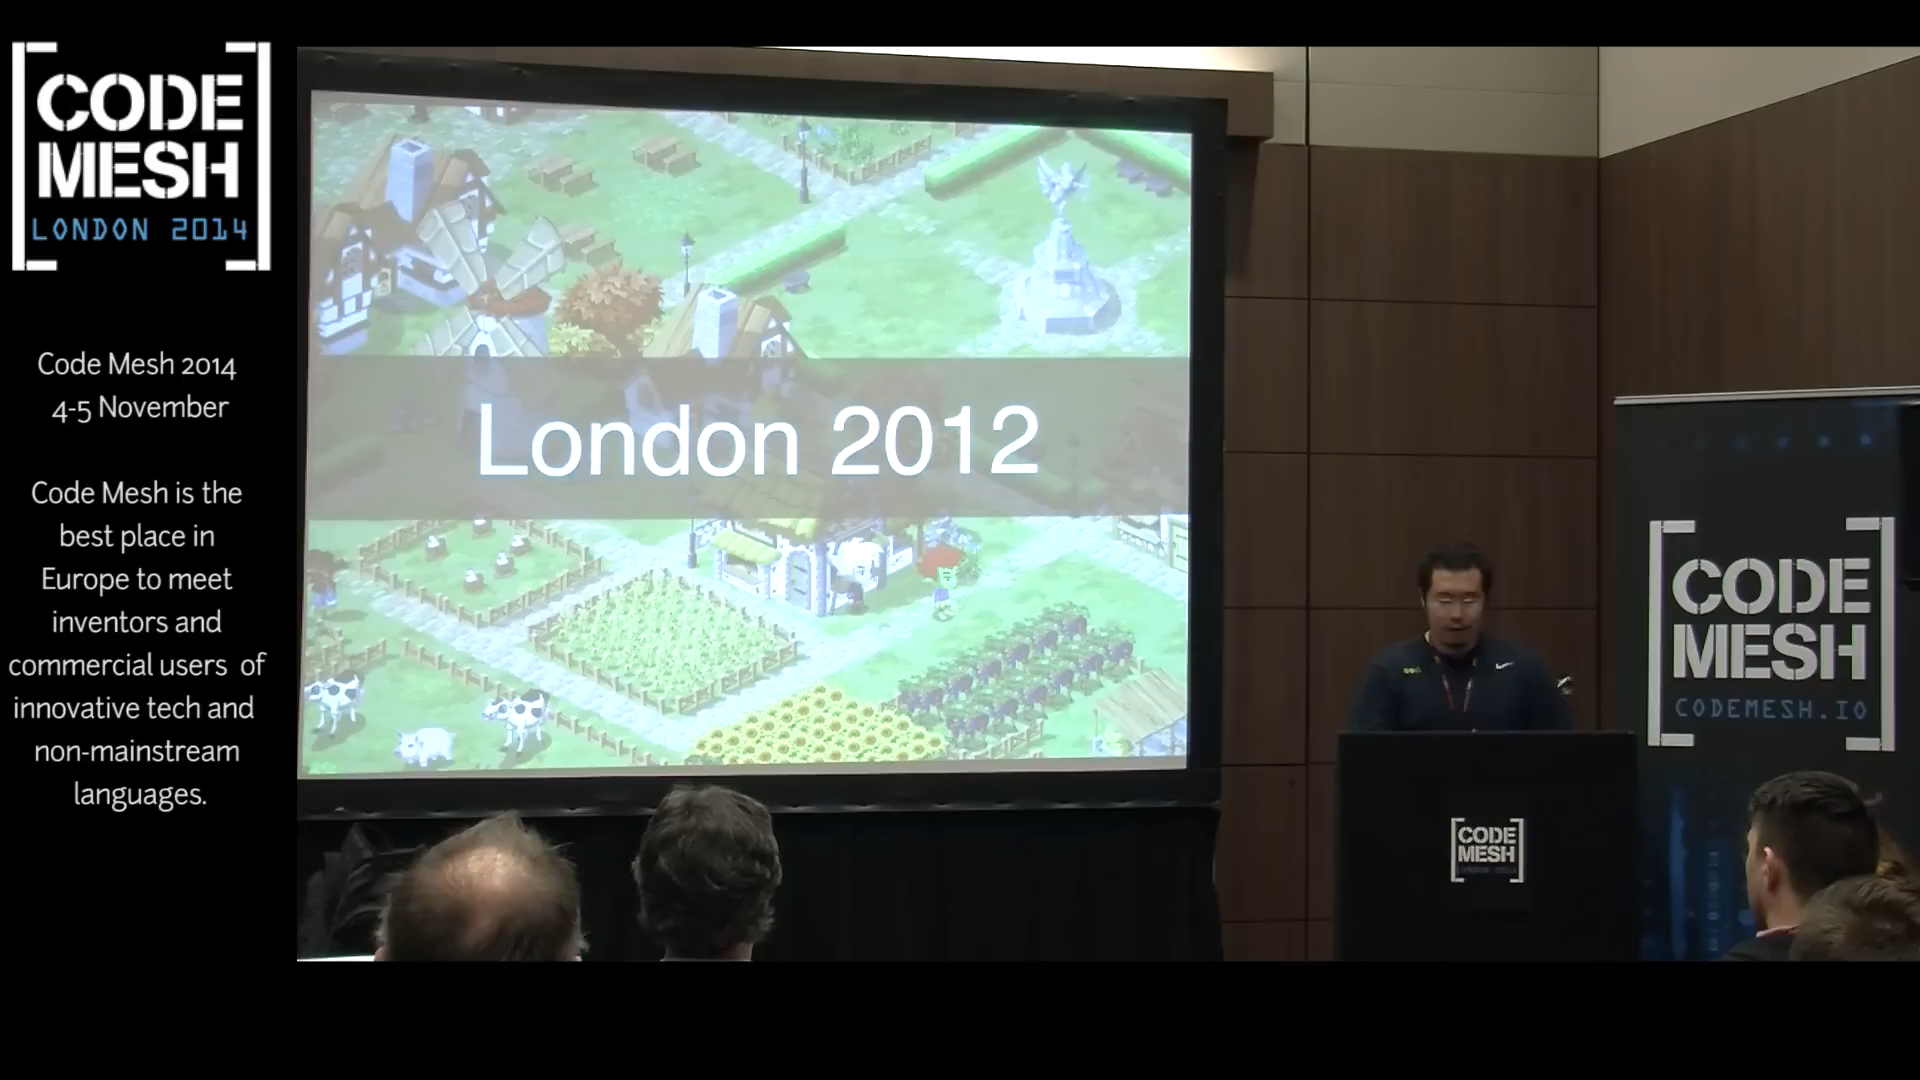 CODE
MESH
LONDON 2014
Code Mesh 2014
4-5 November
Code Mesh is the
best place in
Europe to meet
inventors and
commercial users of
innovative tech and
non-mainstream
languages.
London 2012
CODE
MESH
CODEMESH.IO
CODE
MESH
LONDON 2014